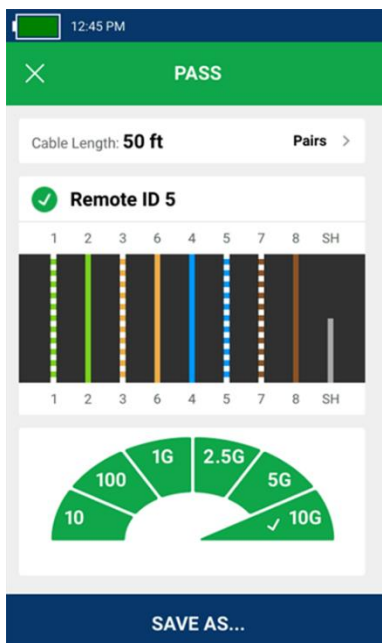 12:45 PM
PASS
Cable Length: 50 ft Pairs >
Remote ID 5
1 2 3 6 4 5 7 8 SH
1 2 3 6 4 5 7 8 SH
10 100 1G 2.5G 5G 10G
SAVE AS...